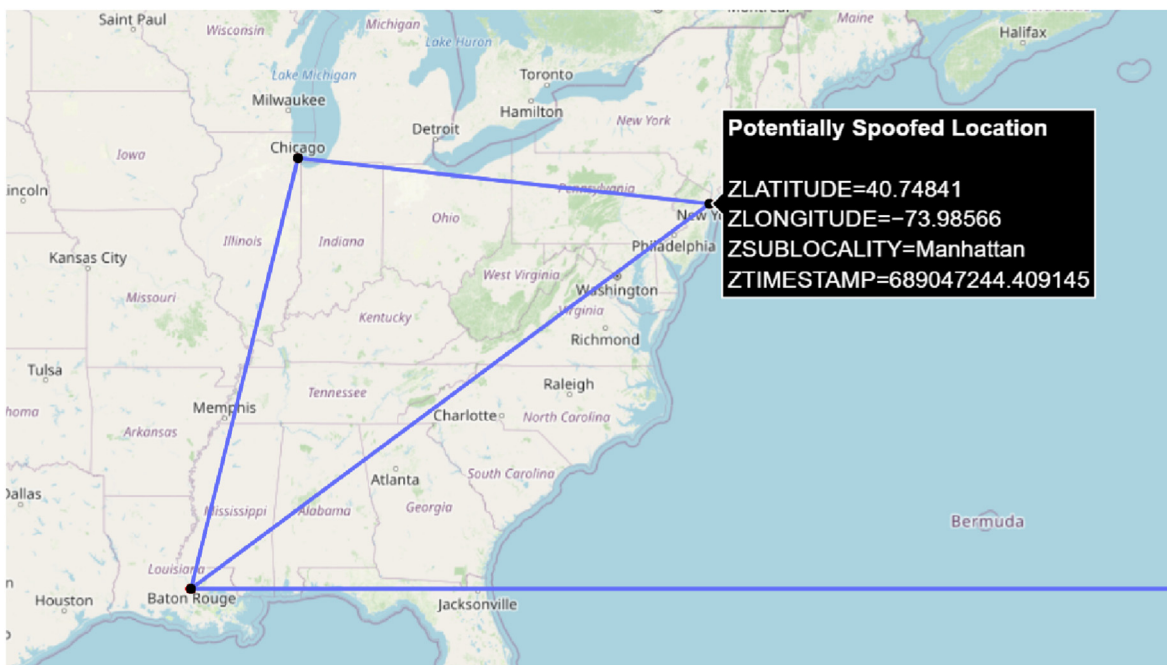 Saint Paul
Wisconsin
Michigan
Maine
Halifax
Lake Huron
Toronto
Lake Michigan
Milwaukee
Hamilton
New York
Detroit
Chicago
Iowa
incoln
Pennsylvania
New Y
Philadelphia
Ohio
Illinois
Indiana
Kansas City
West Virginia
Washington
Missouri
Virginia
Kentucky
Richmond
Tulsa
Raleigh
Tennessee
homa
Memphis
Charlotte
North Carolina
Arkansas
South Carolina
Atlanta
Dallas
Mississippi
Alabama
Georgia
Bermuda
Louisiana
Houston
Baton Rouge
Jacksonville
Potentially Spoofed Location
ZLATITUDE=40.74841
ZLONGITUDE=−73.98566
ZSUBLOCALITY=Manhattan
ZTIMESTAMP=689047244.409145